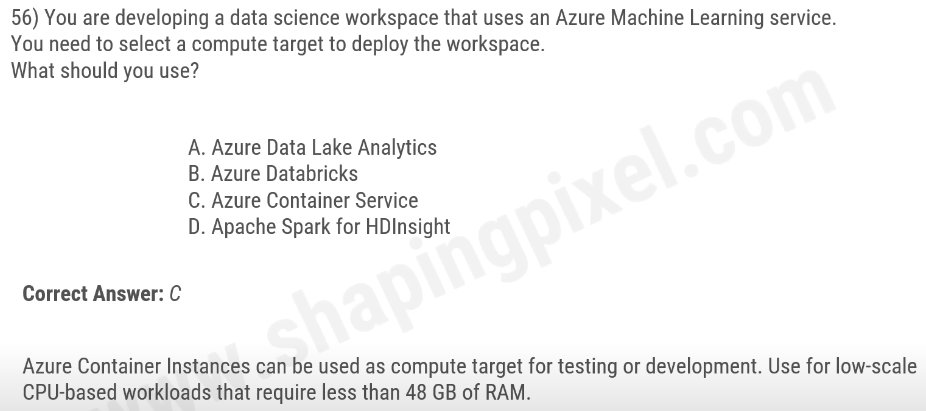 56) You are developing a data science workspace that uses an Azure Machine Learning service.
You need to select a compute target to deploy the workspace.
What should you use?
A. Azure Data Lake Analytics
B. Azure Databricks
C. Azure Container Service
D. Apache Spark for HDInsight
Correct Answer: C
Azure Container Instances can be used as compute target for testing or development. Use for low-scale
CPU-based workloads that require less than 48 GB of RAM.
www.shapingpixel.com